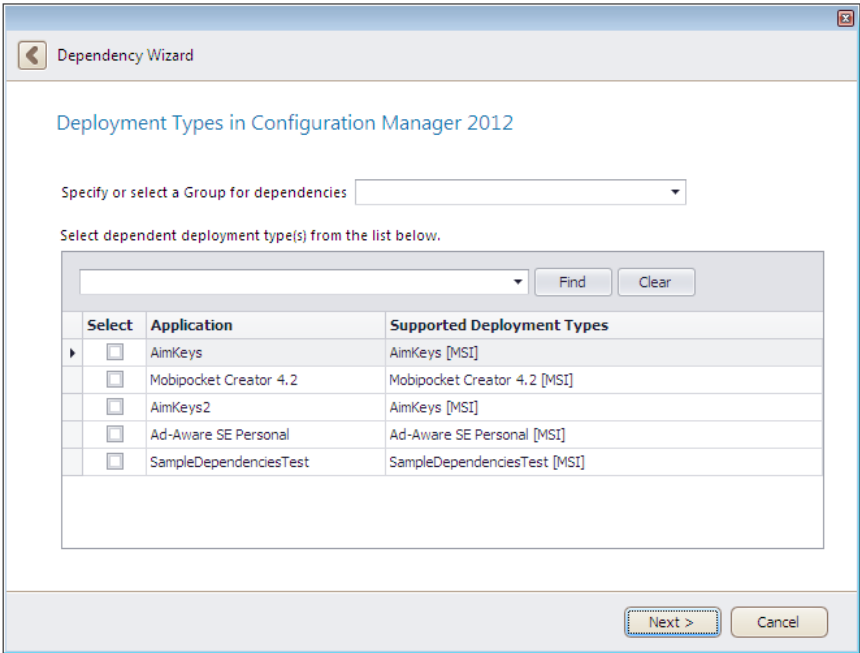 Dependency Wizard
Deployment Types in Configuration Manager 2012
Specify or select a Group for dependencies
Select dependent deployment type(s) from the list below.
Find Clear
Select Application Supported Deployment Types
AimKeys AimKeys [MSI]
Mobipocket Creator 4.2 Mobipocket Creator 4.2 [MSI]
AimKeys2 AimKeys [MSI]
Ad-Aware SE Personal Ad-Aware SE Personal [MSI]
SampleDependenciesTest SampleDependenciesTest [MSI]
Next > Cancel